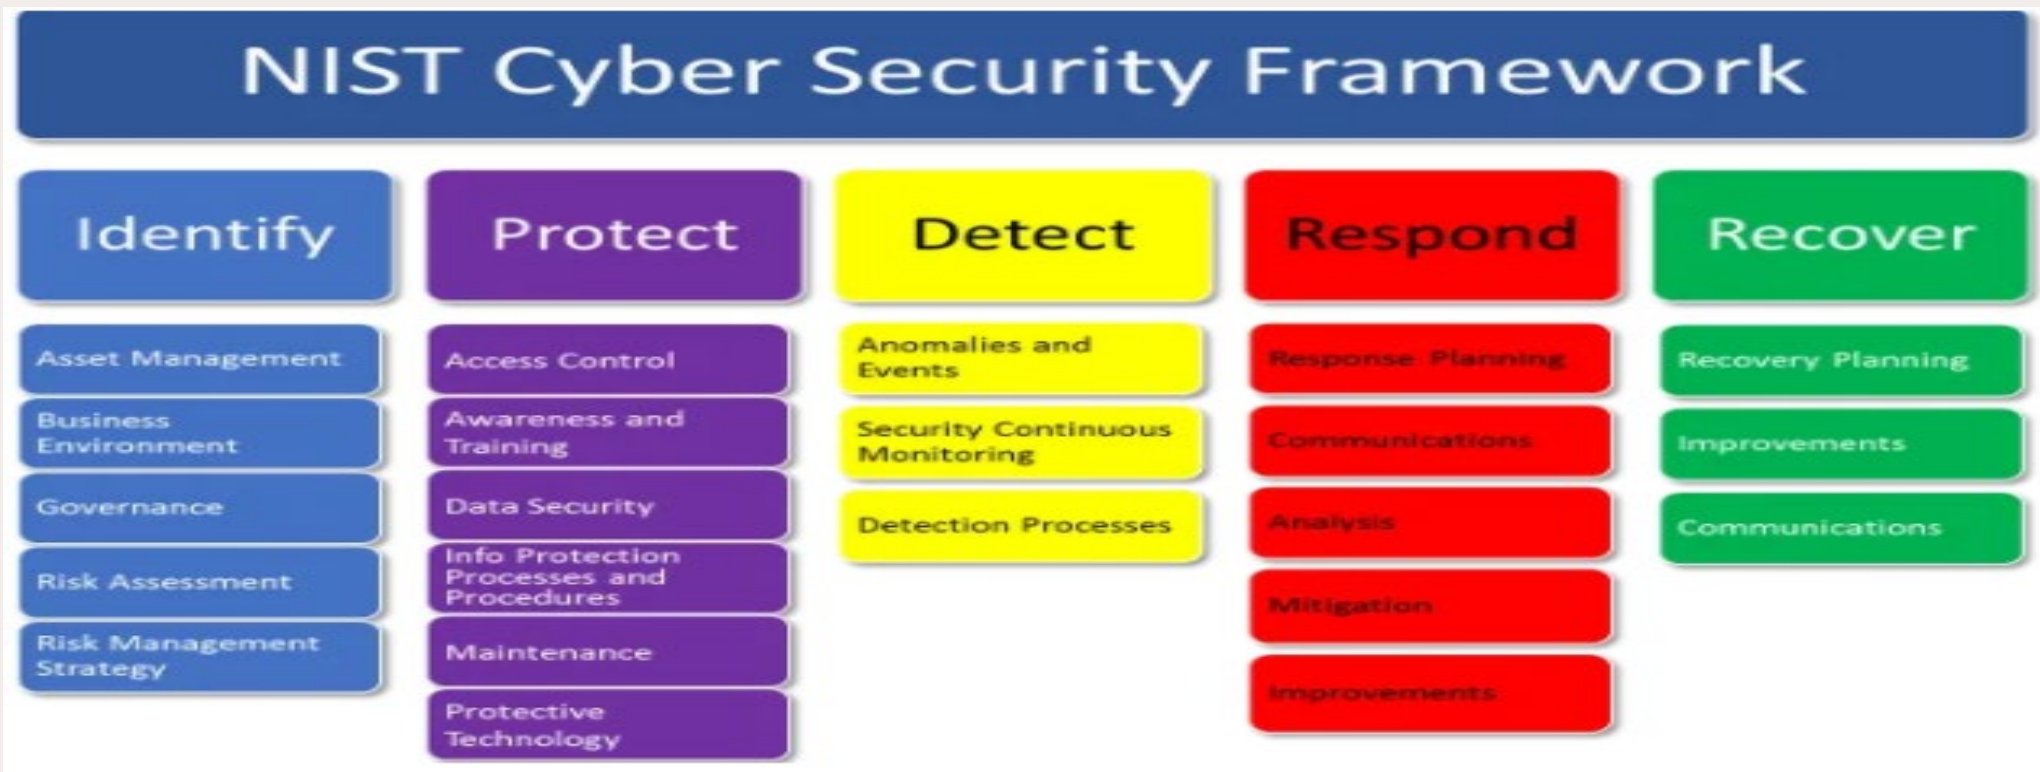 NIST Cyber Security Framework
Identify
Asset Management
Business
Environment
Governance
Risk Assessment
Risk Management
Strategy
Protect
Access Control
Awareness and
Training
Data Security
Info Protection
Processes and
Procedures
Maintenance
Protective
Technology
Detect
Anomalies and
Events
Security Continuous
Monitoring
Detection Processes
Respond
Response Planning
Communications
Analysis
Mitigation
Improvements
Recover
Recovery Planning
Improvements
Communications